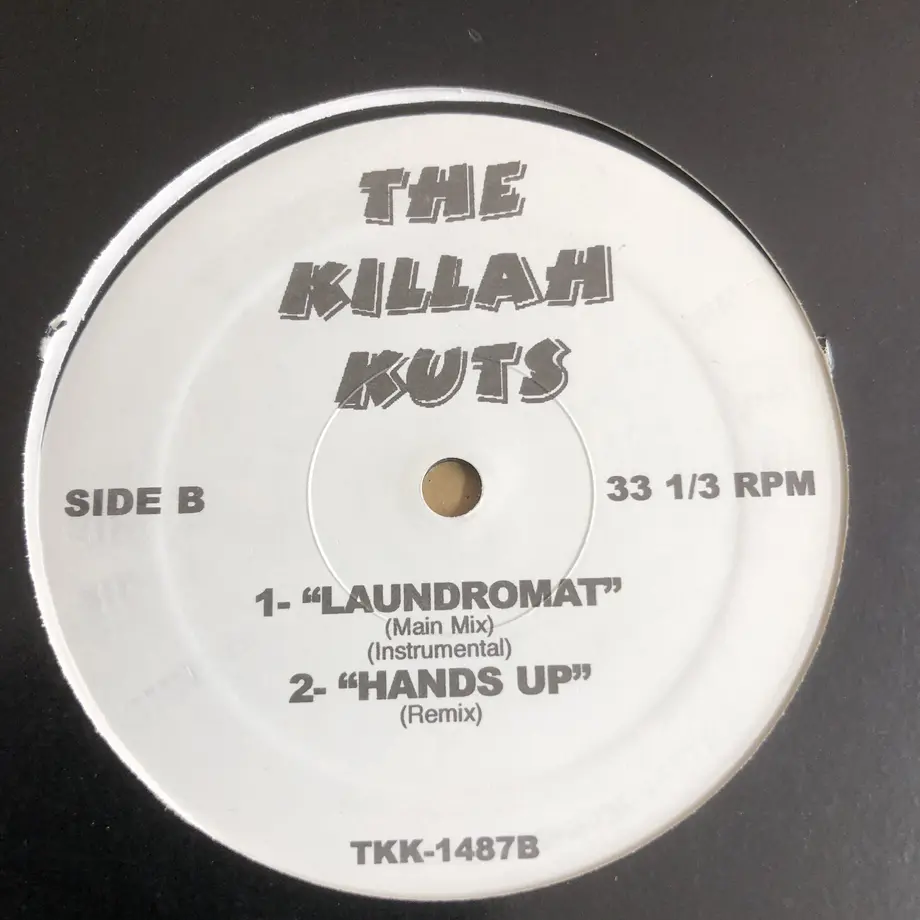 THE
KILLAH
KUTS
SIDE B
33 1/3 RPM
1- “LAUNDROMAT”
(Main Mix)
(Instrumental)
2- “HANDS UP”
(Remix)
TKK-1487B